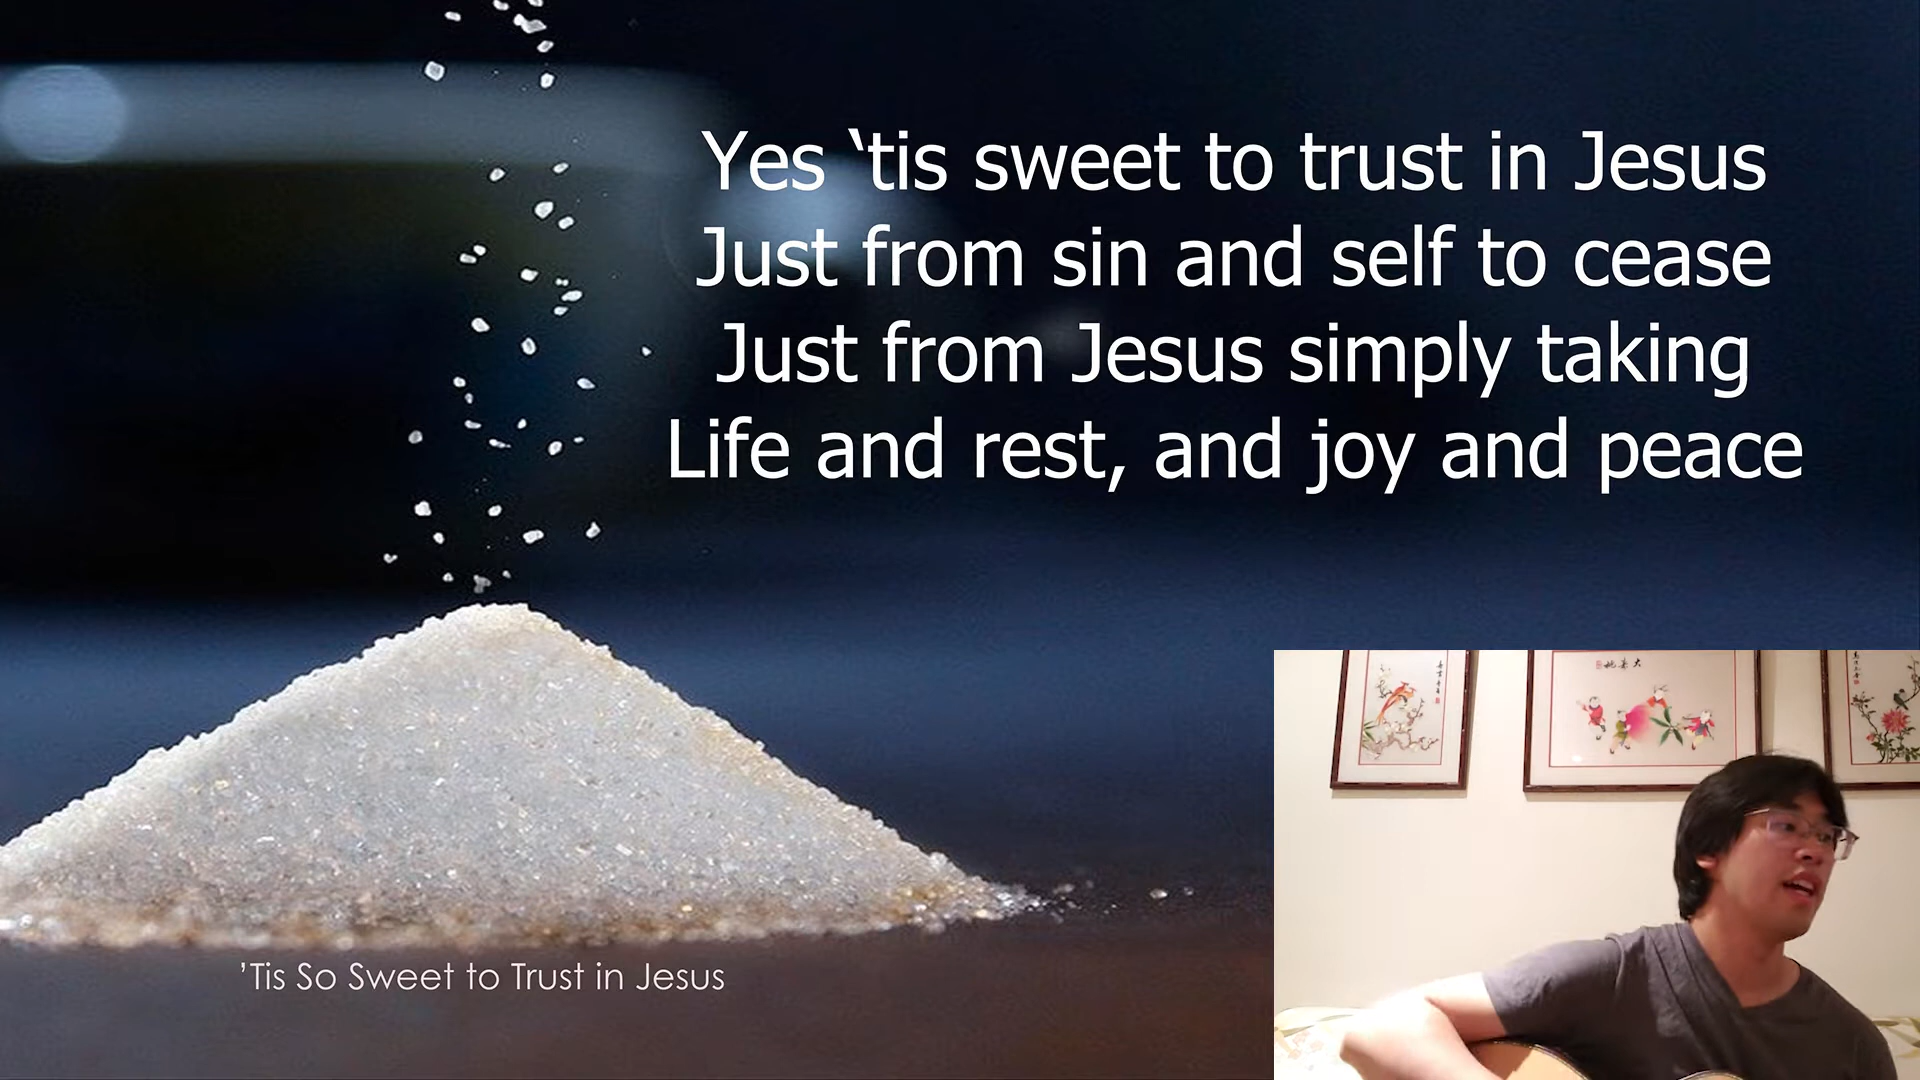 Yes ‘tis sweet to trust in Jesus
Just from sin and self to cease
Just from Jesus simply taking
Life and rest, and joy and peace
’Tis So Sweet to Trust in Jesus